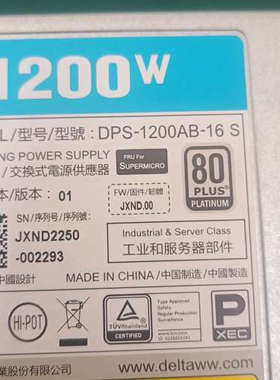 1200W
L/型号/型號: DPS-1200AB-16 S
NG POWER SUPPLY
/交換式電源供應器
FRU For
SUPERMICRO
80
PLUS
PLATINUM
本/版本: 01
FW/固件/韌體
JXND.00
SN/序列号/序列號:
JXND2250
-002293
Industrial & Server Class
工业和服务器部件
中國設計
MADE IN CHINA/中国制造/中國製造
HI-POT
TÜVRheinland
CERTIFIED
Type Approved
Safety
Regular Production
Surveillance
www.tuv.com
P
XEC
業股份有限公司
www.deltaww.com